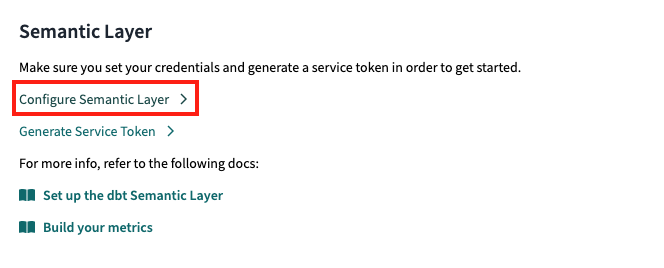 Semantic Layer
Make sure you set your credentials and generate a service token in order to get started.
Configure Semantic Layer
Generate Service Token
For more info, refer to the following docs:
Set up the dbt Semantic Layer
Build your metrics